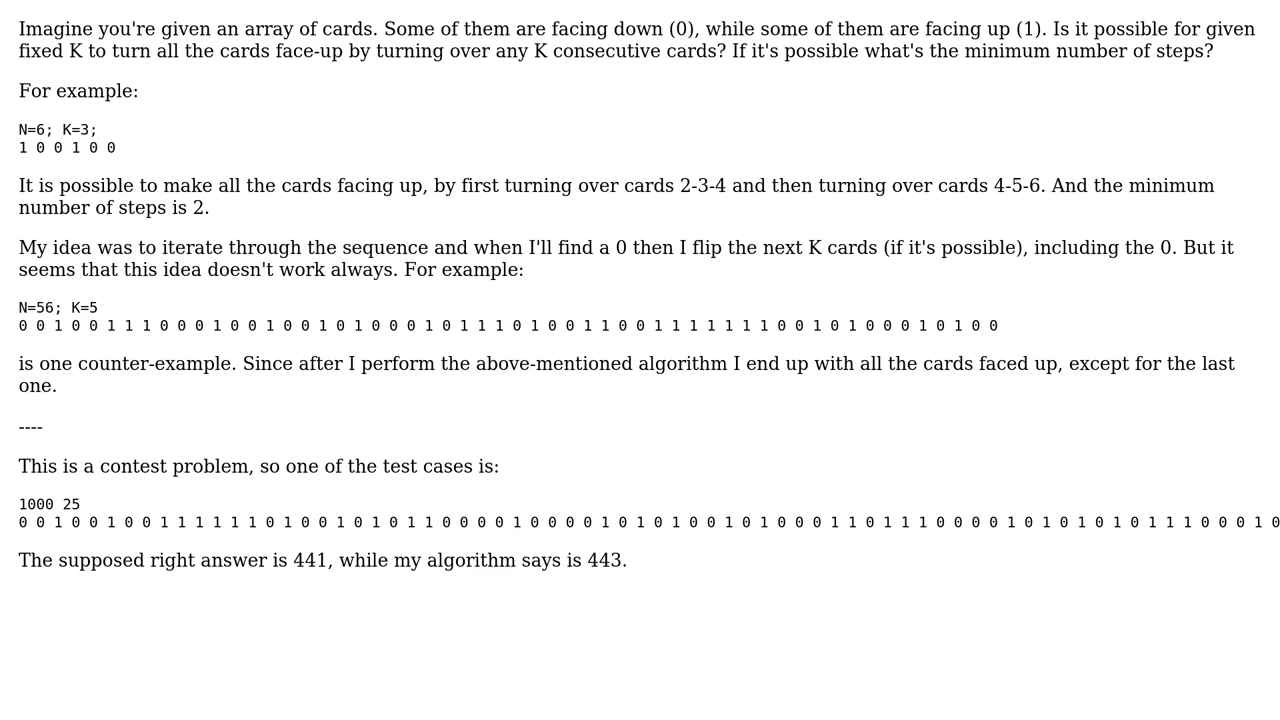 Imagine you're given an array of cards. Some of them are facing down (0), while some of them are facing up (1). Is it possible for given
fixed K to turn all the cards face-up by turning over any K consecutive cards? If it's possible what's the minimum number of steps?
For example:
N=6; K=3;
1 0 0 1 0 0
It is possible to make all the cards facing up, by first turning over cards 2-3-4 and then turning over cards 4-5-6. And the minimum
number of steps is 2.
My idea was to iterate through the sequence and when I'll find a 0 then I flip the next K cards (if it's possible), including the 0. But it
seems that this idea doesn't work always. For example:
N=56; K=5
0 0 1 0 0 1 1 1 0 0 0 1 0 0 1 0 0 1 0 1 0 0 0 1 0 1 1 1 0 1 0 0 1 1 0 0 1 1 1 1 1 1 1 0 0 1 0 1 0 0 0 1 0 1 0 0
is one counter-example. Since after I perform the above-mentioned algorithm I end up with all the cards faced up, except for the last
one.
----
This is a contest problem, so one of the test cases is:
1000 25
0 0 1 0 0 1 0 0 1 1 1 1 1 1 0 1 0 0 1 0 1 0 1 1 0 0 0 0 1 0 0 0 0 1 0 1 0 1 0 0 1 0 1 0 0 0 1 1 0 1 1 1 0 0 0 0 1 0 1 0 1 0 1 0 1 1 1 0 0 0 1 0
The supposed right answer is 441, while my algorithm says is 443.